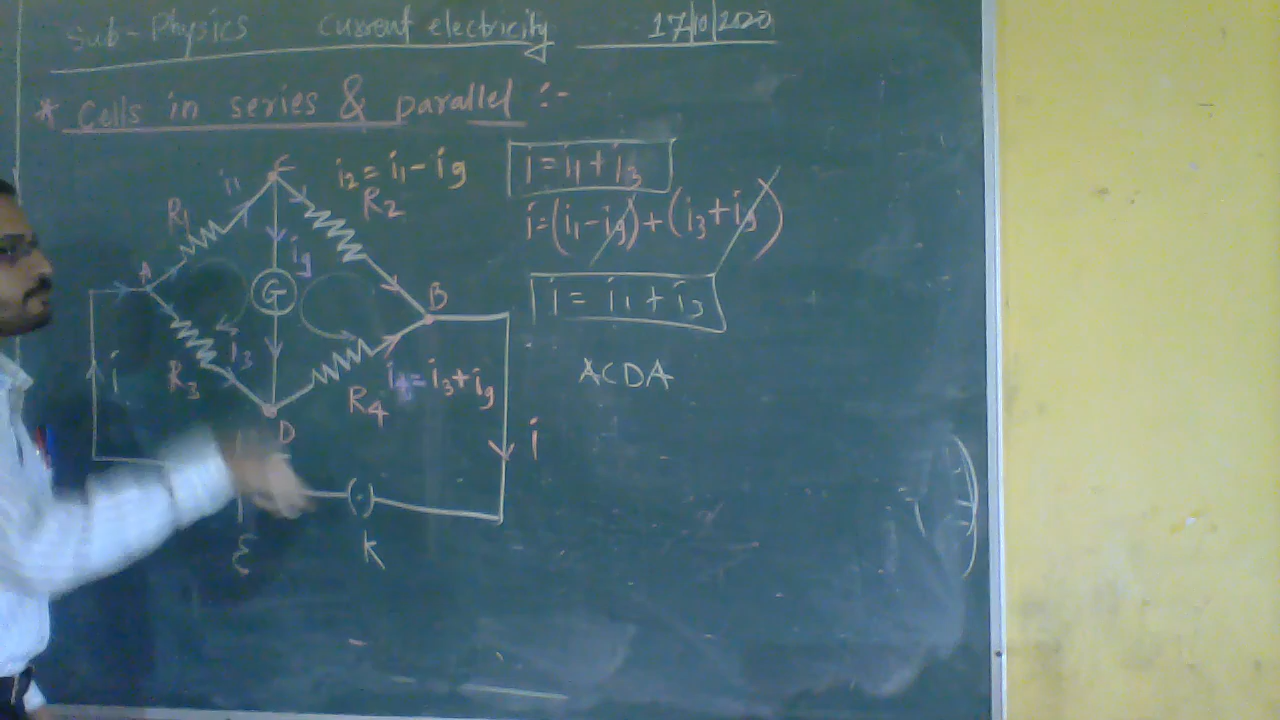 Sub-Physics Current electricity 17/10/2020
* Cells in series & parallel :-
C
i1
i2 = i1 - ig
R1
R2
i = i1 + i3
i = (i1 - ig) + (i3 + ig)
ig
A
G
B
i = i1 + i3
i
R3
i3
i4 = i3 + ig
R4
ACDA
D
i
ε
K